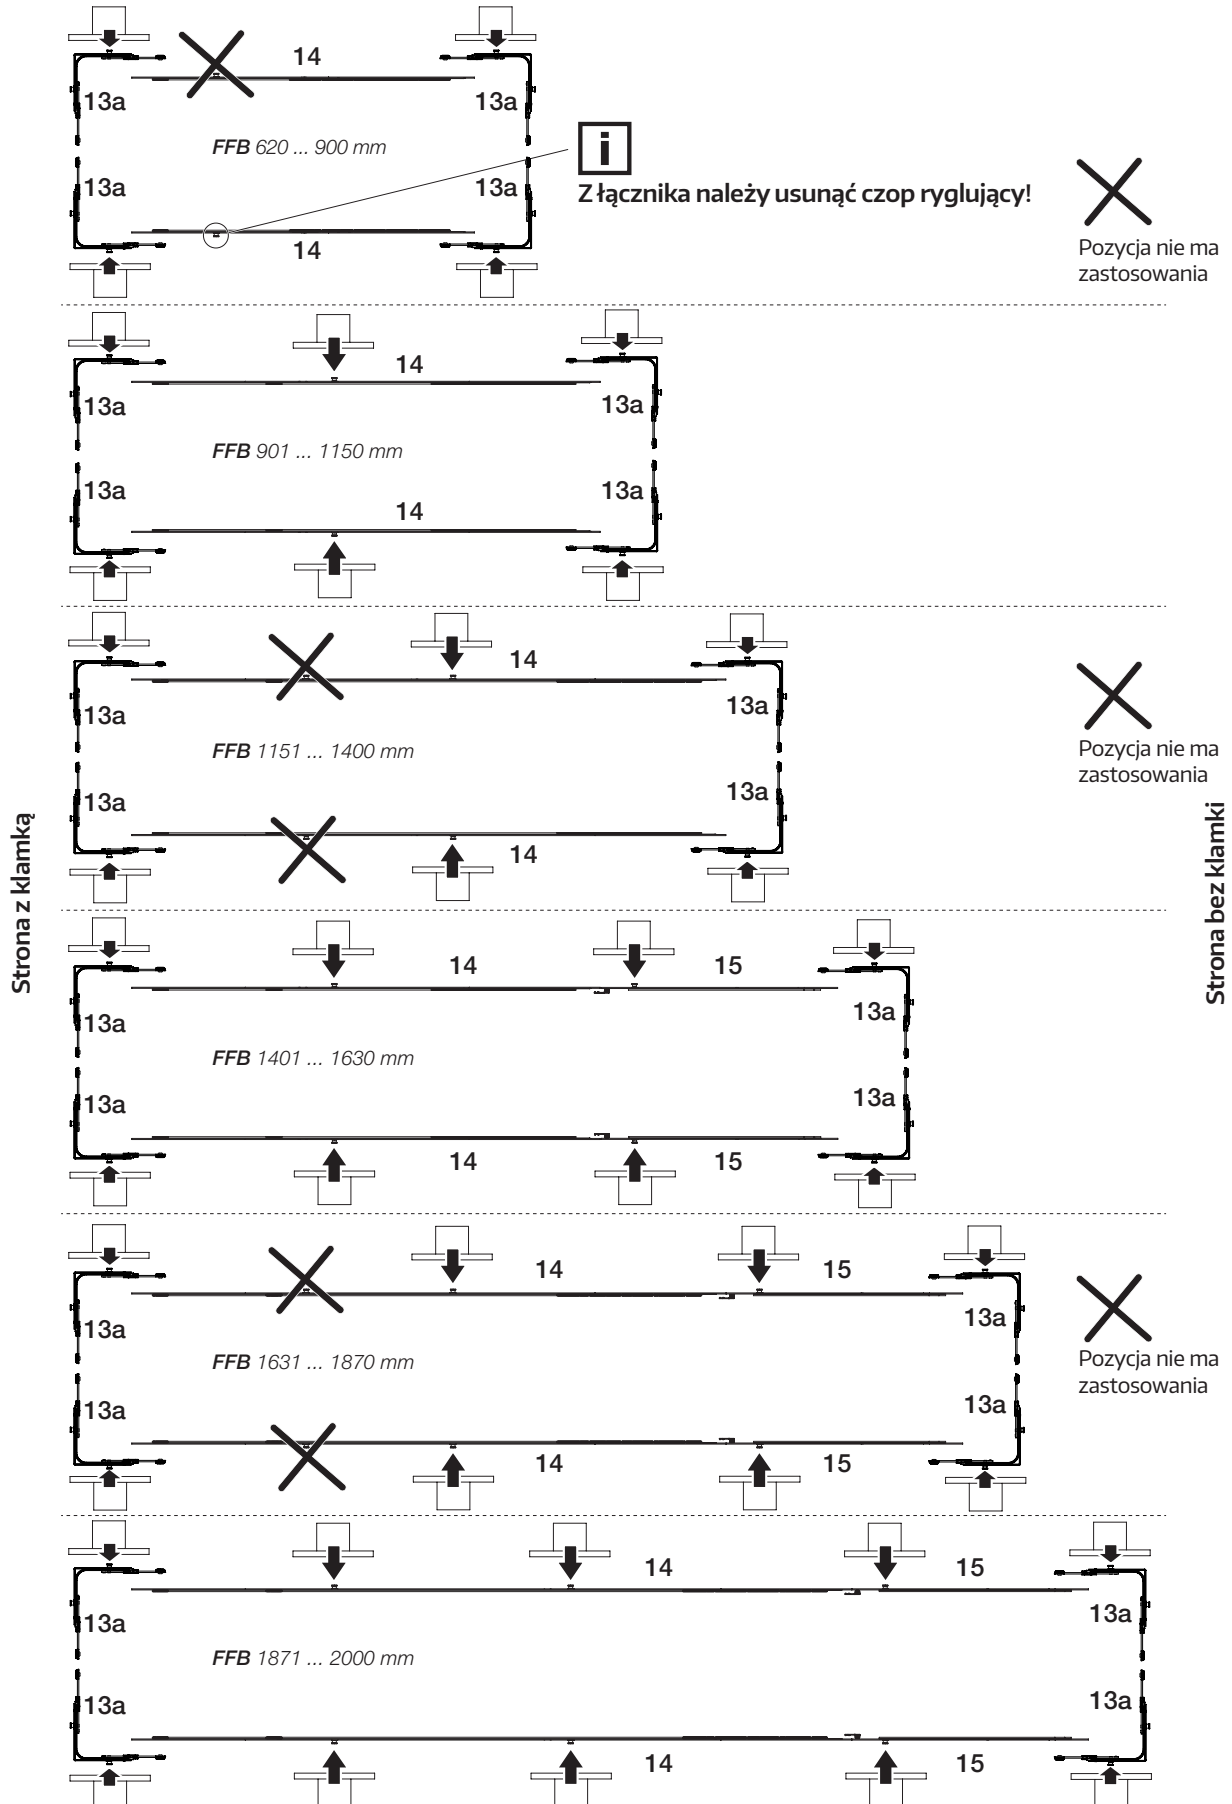 14
13a
13a
FFB 620 ... 900 mm
Z łącznika należy usunąć czop ryglujący!
13a
13a
14
Pozycja nie ma
zastosowania
14
13a
13a
FFB 901 ... 1150 mm
13a
13a
14
14
13a
13a
FFB 1151 ... 1400 mm
13a
13a
14
Pozycja nie ma
zastosowania
Strona z klamką
Strona bez klamki
14
15
13a
13a
FFB 1401 ... 1630 mm
13a
13a
14
15
14
15
13a
13a
FFB 1631 ... 1870 mm
13a
13a
14
15
Pozycja nie ma
zastosowania
14
15
13a
13a
FFB 1871 ... 2000 mm
13a
13a
14
15